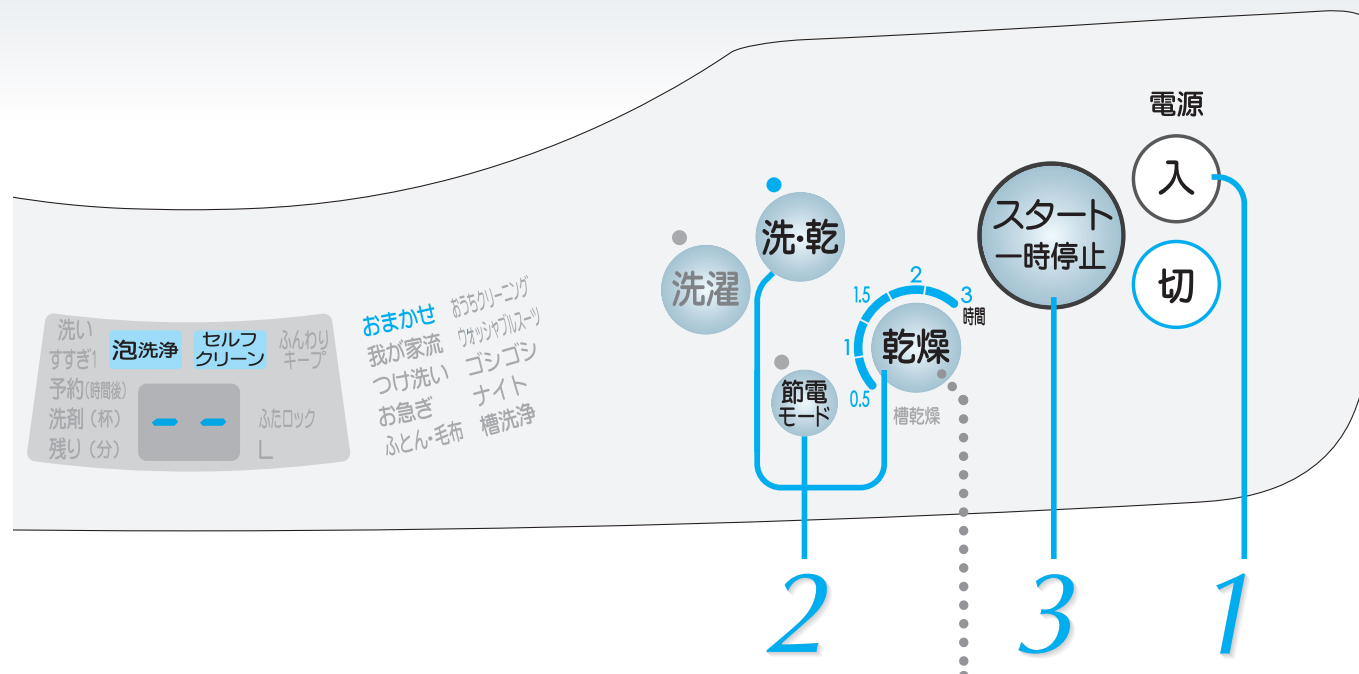 電源
入
切
スタート
一時停止
洗・乾
洗濯
0.5
1
1.5
2
3
時間
乾燥
槽乾燥
節電
モード
洗い
すすぎ1
予約(時間後)
洗剤(杯)
残り(分)
泡洗浄
セルフ
クリーン
ふんわり
キープ
ふたロック
おまかせ
我が家流
つけ洗い
お急ぎ
ふとん・毛布
おうちクリーニング
ウオッシャブルスーツ
ゴシゴシ
ナイト
槽洗浄
2
3
1